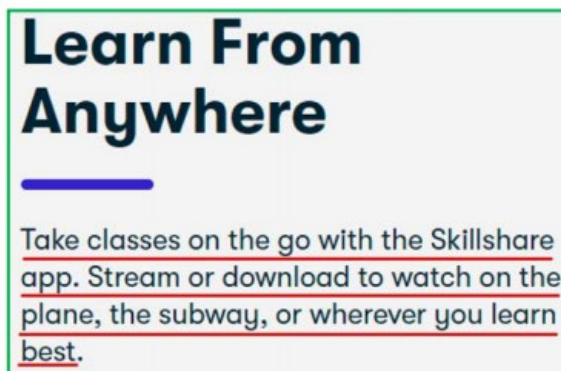 Learn From
Anywhere
Take classes on the go with the Skillshare
app. Stream or download to watch on the
plane, the subway, or wherever you learn
best.